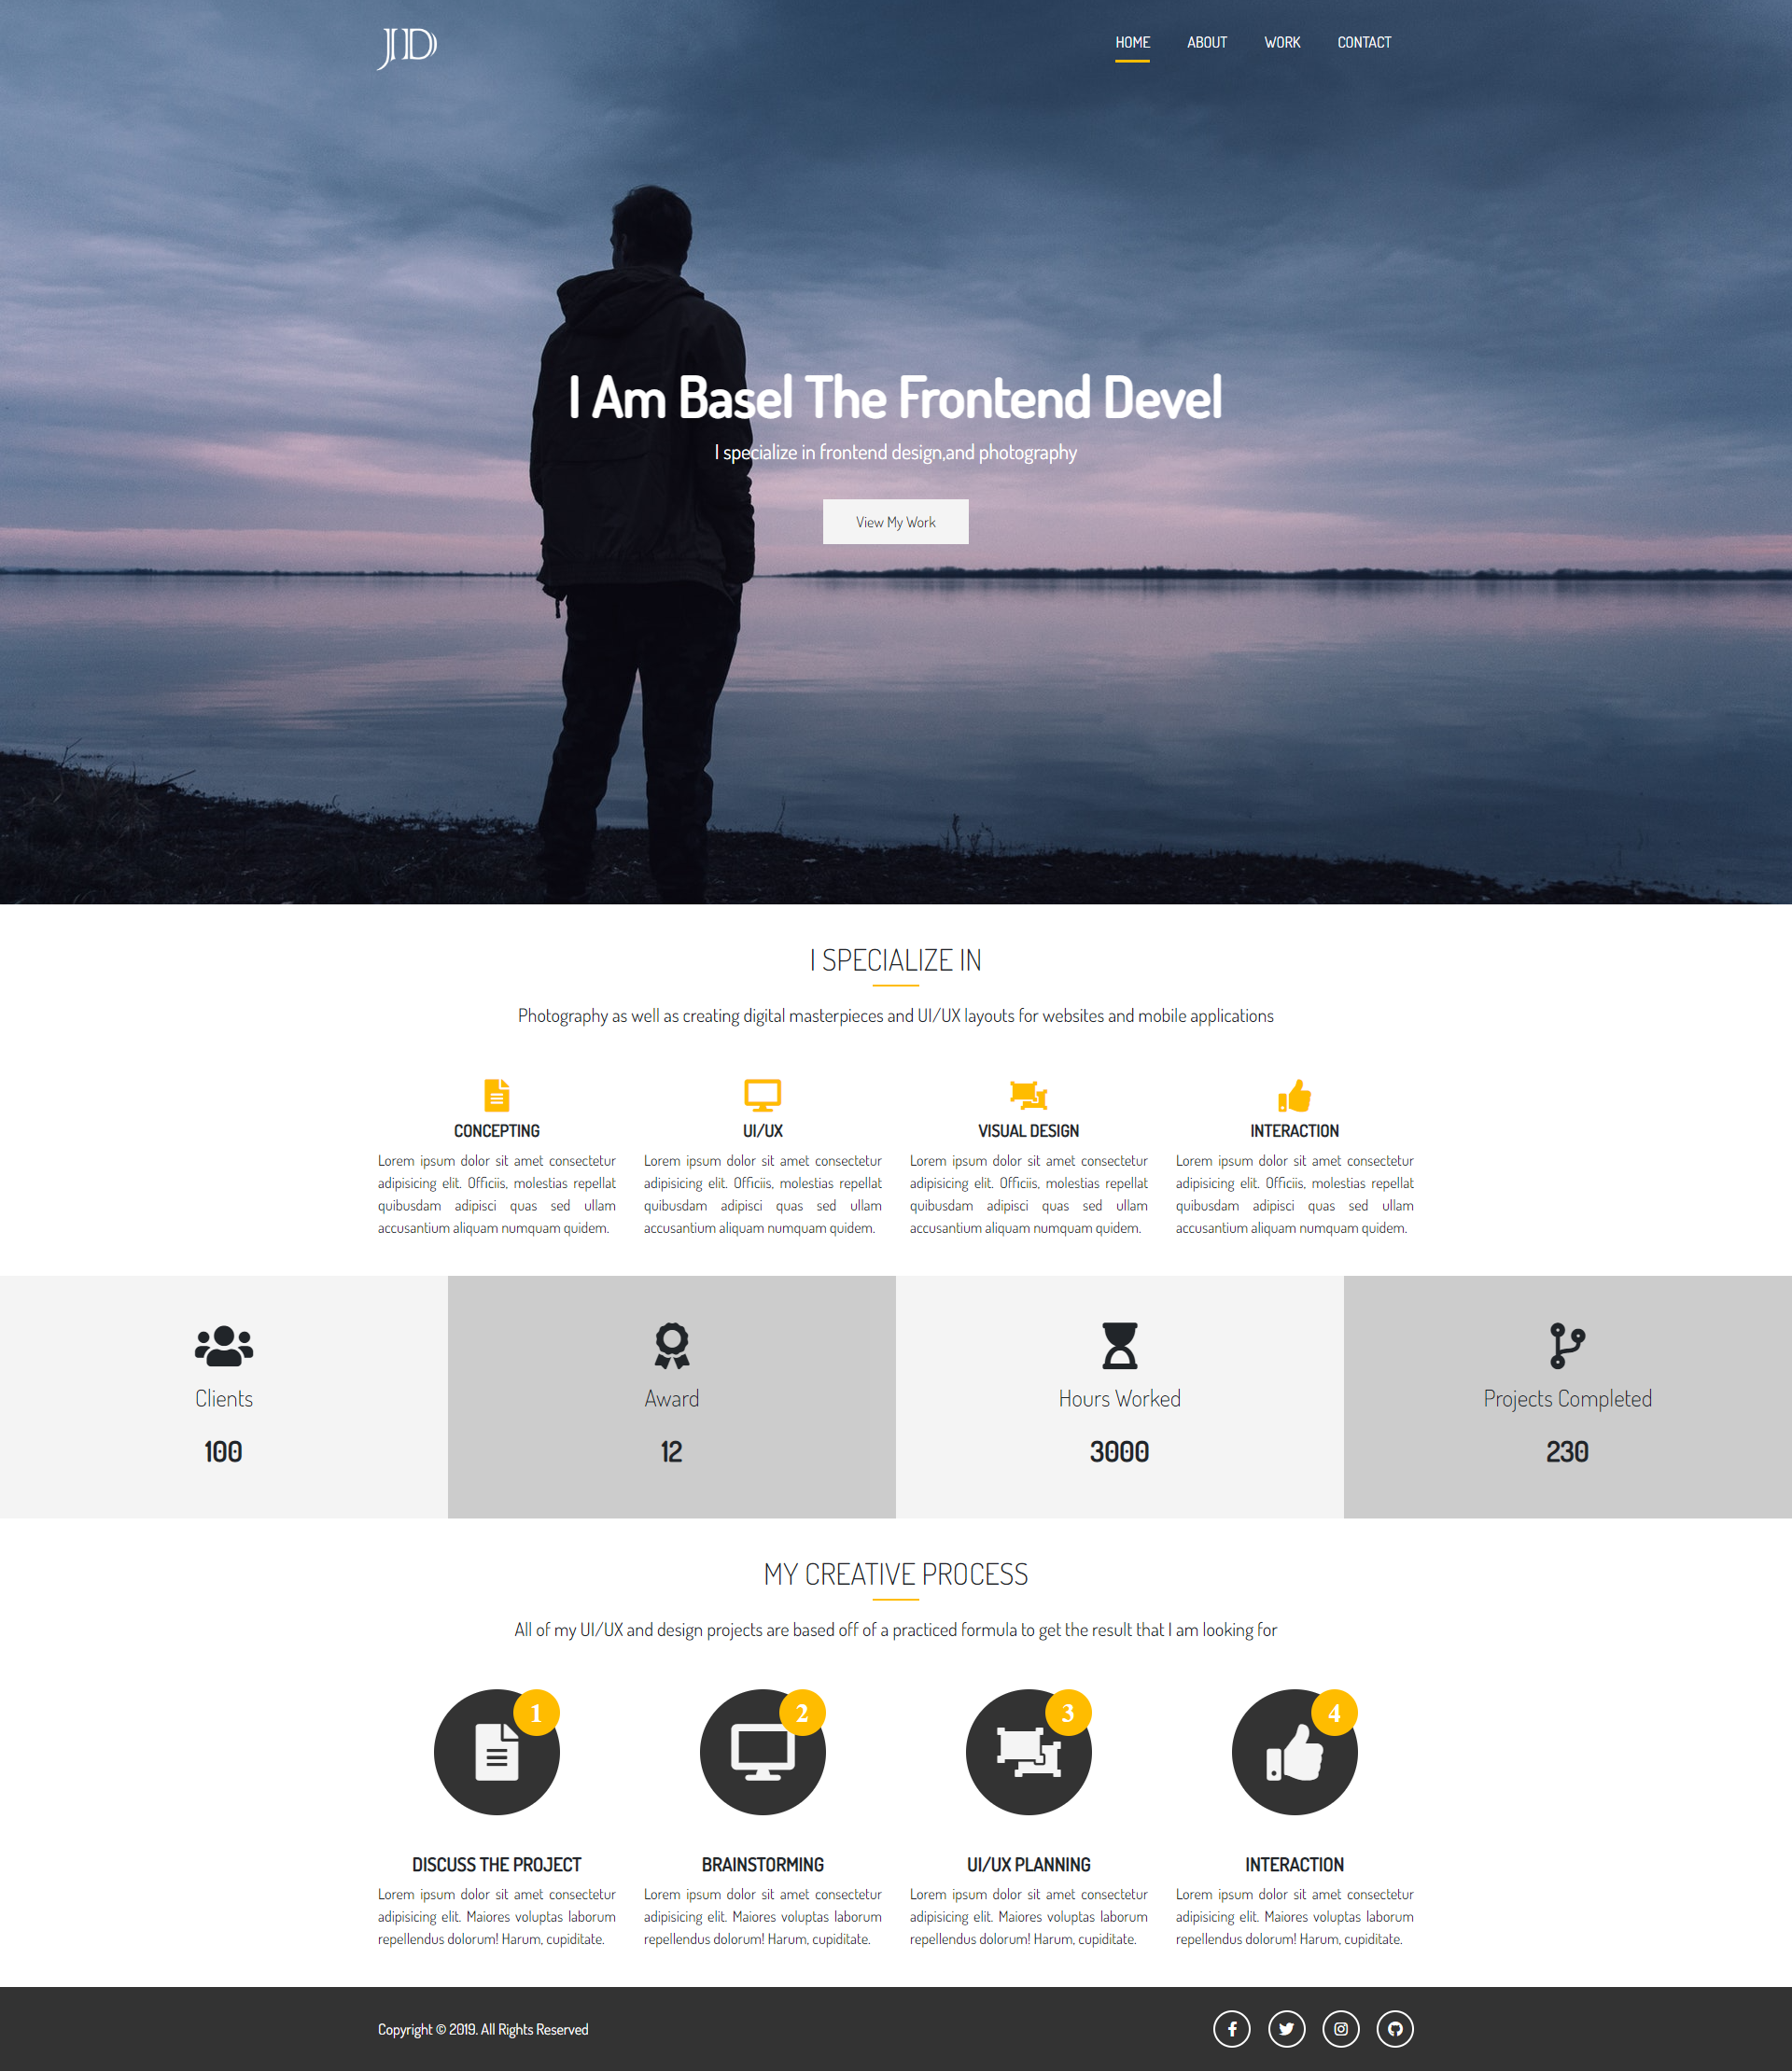 JD
HOME ABOUT WORK CONTACT
I Am Basel The Frontend Devel
I specialize in frontend design,and photography
View My Work
I SPECIALIZE IN
Photography as well as creating digital masterpieces and UI/UX layouts for websites and mobile applications
CONCEPTING
Lorem ipsum dolor sit amet consectetur
adipisicing elit. Officiis, molestias repellat
quibusdam adipisci quas sed ullam
accusantium aliquam numquam quidem.
UI/UX
Lorem ipsum dolor sit amet consectetur
adipisicing elit. Officiis, molestias repellat
quibusdam adipisci quas sed ullam
accusantium aliquam numquam quidem.
VISUAL DESIGN
Lorem ipsum dolor sit amet consectetur
adipisicing elit. Officiis, molestias repellat
quibusdam adipisci quas sed ullam
accusantium aliquam numquam quidem.
INTERACTION
Lorem ipsum dolor sit amet consectetur
adipisicing elit. Officiis, molestias repellat
quibusdam adipisci quas sed ullam
accusantium aliquam numquam quidem.
Clients
100
Award
12
Hours Worked
3000
Projects Completed
230
MY CREATIVE PROCESS
All of my UI/UX and design projects are based off of a practiced formula to get the result that I am looking for
1
DISCUSS THE PROJECT
Lorem ipsum dolor sit amet consectetur
adipisicing elit. Maiores voluptas laborum
repellendus dolorum! Harum, cupiditate.
2
BRAINSTORMING
Lorem ipsum dolor sit amet consectetur
adipisicing elit. Maiores voluptas laborum
repellendus dolorum! Harum, cupiditate.
3
UI/UX PLANNING
Lorem ipsum dolor sit amet consectetur
adipisicing elit. Maiores voluptas laborum
repellendus dolorum! Harum, cupiditate.
4
INTERACTION
Lorem ipsum dolor sit amet consectetur
adipisicing elit. Maiores voluptas laborum
repellendus dolorum! Harum, cupiditate.
Copyright © 2019. All Rights Reserved